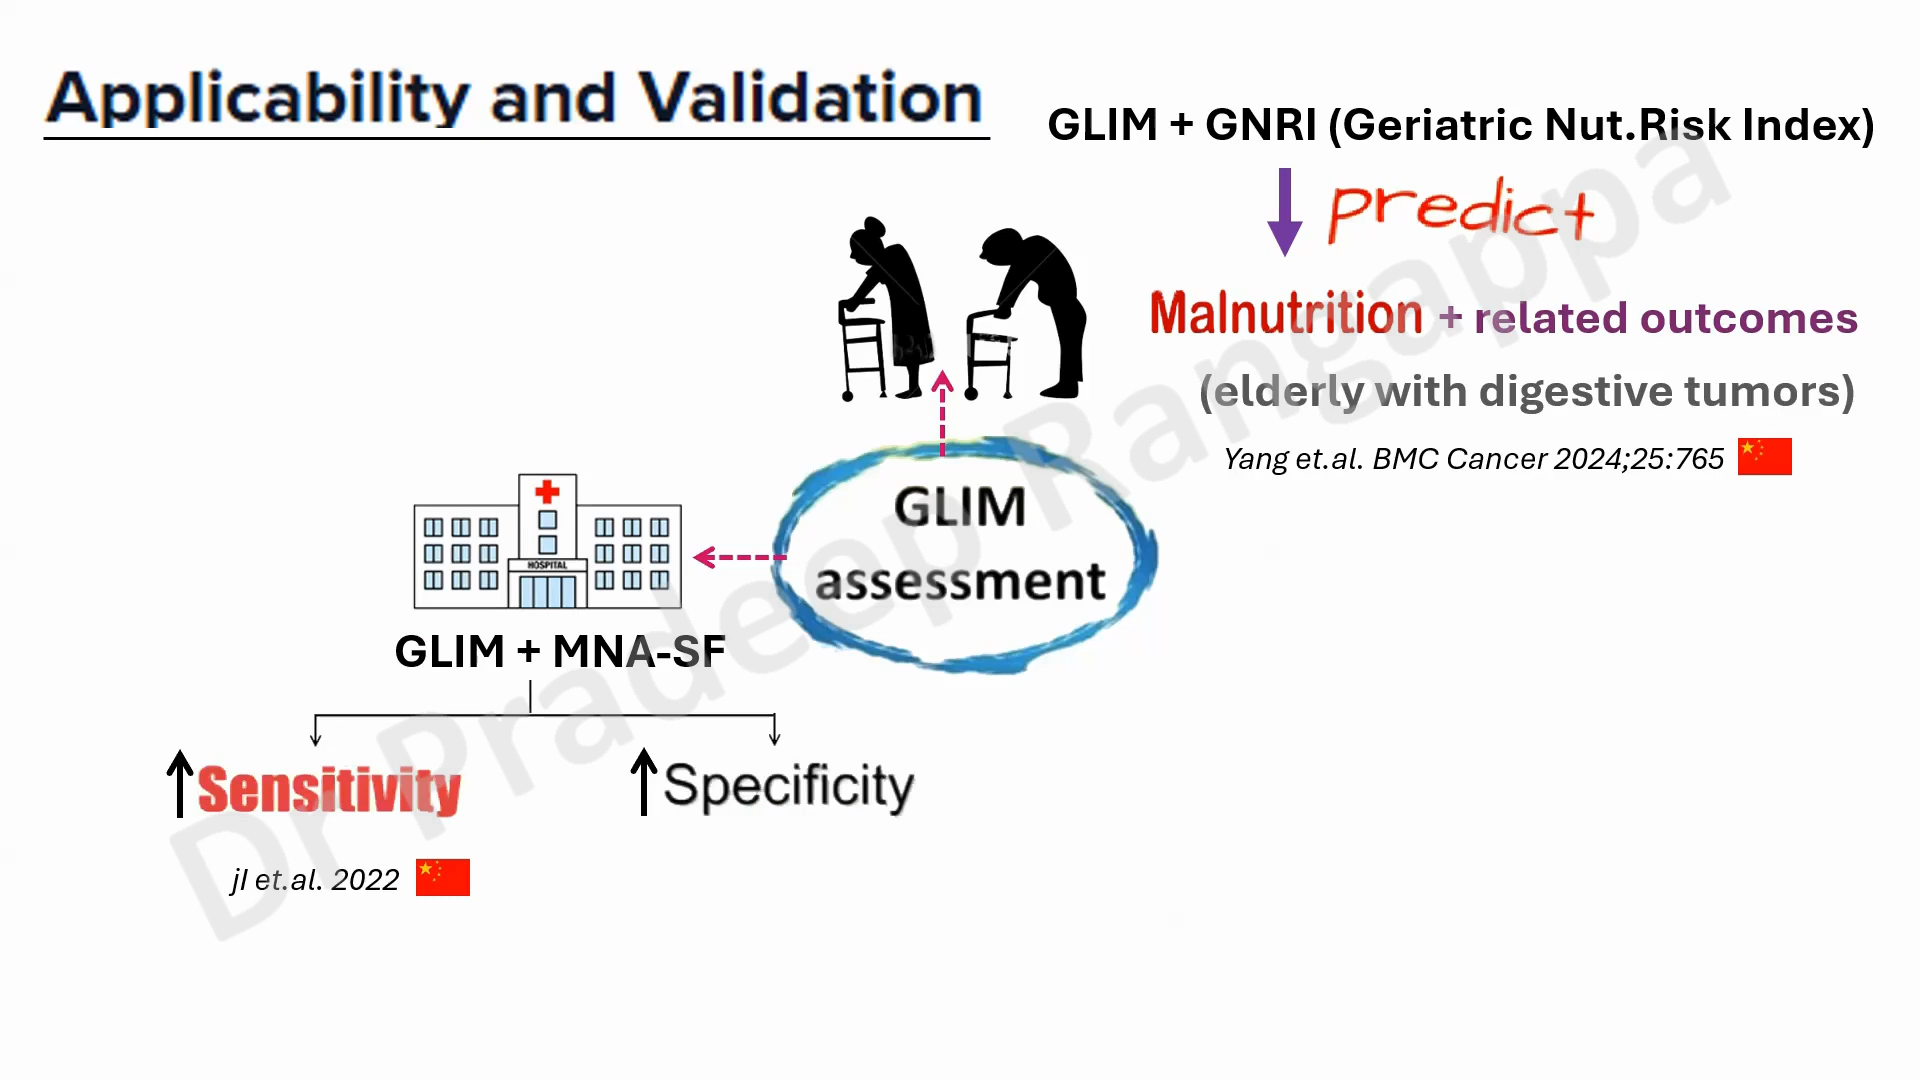 Applicability and Validation
GLIM + GNRI (Geriatric Nut.Risk Index)
predict
Malnutrition + related outcomes
(elderly with digestive tumors)
Yang et.al. BMC Cancer 2024;25:765
GLIM
assessment
HOSPITAL
GLIM + MNA-SF
Sensitivity
Specificity
jI et.al. 2022
Dr Pradeep Rangappa